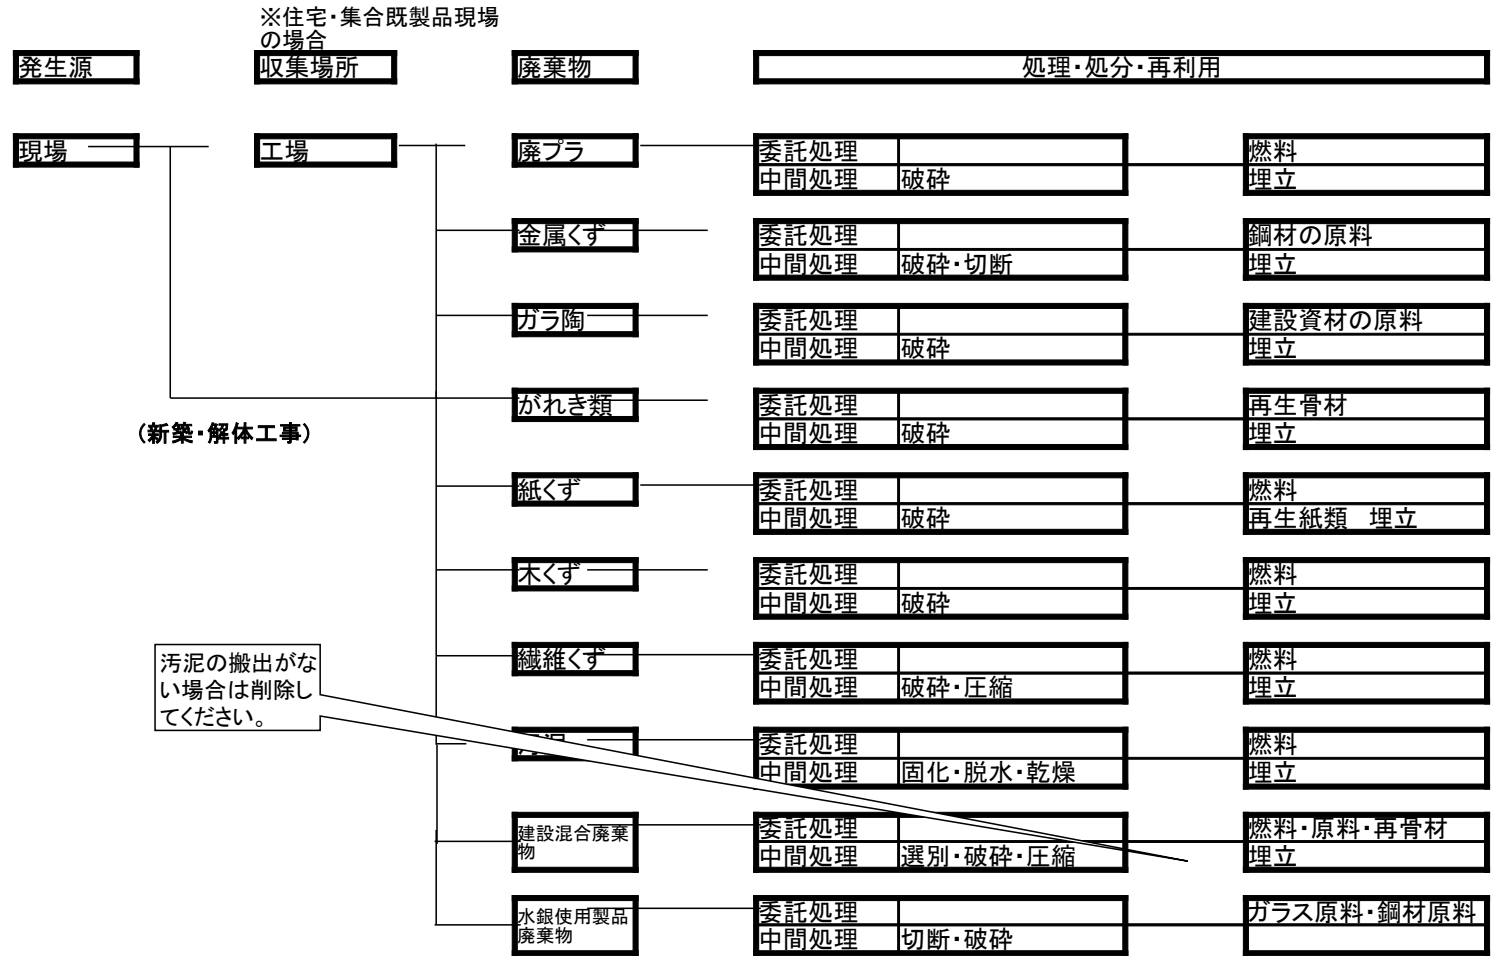 ※住宅・集合既製品現場
の場合
発生源 収集場所 廃棄物 処理・処分・再利用
現場 工場 廃プラ 委託処理 燃料
中間処理 破砕 埋立
金属くず 委託処理 鋼材の原料
中間処理 破砕・切断 埋立
ガラ陶 委託処理 建設資材の原料
中間処理 破砕 埋立
がれき類 委託処理 再生骨材
(新築・解体工事) 中間処理 破砕 埋立
紙くず 委託処理 燃料
中間処理 破砕 再生紙類 埋立
木くず 委託処理 燃料
中間処理 破砕 埋立
繊維くず 委託処理 燃料
中間処理 破砕・圧縮 埋立
汚泥の搬出がな
い場合は削除し
てください。
汚泥 委託処理 燃料
中間処理 固化・脱水・乾燥 埋立
建設混合廃棄
物
委託処理 燃料・原料・再骨材
中間処理 選別・破砕・圧縮 埋立
水銀使用製品
廃棄物
委託処理 ガラス原料・鋼材原料
中間処理 切断・破砕